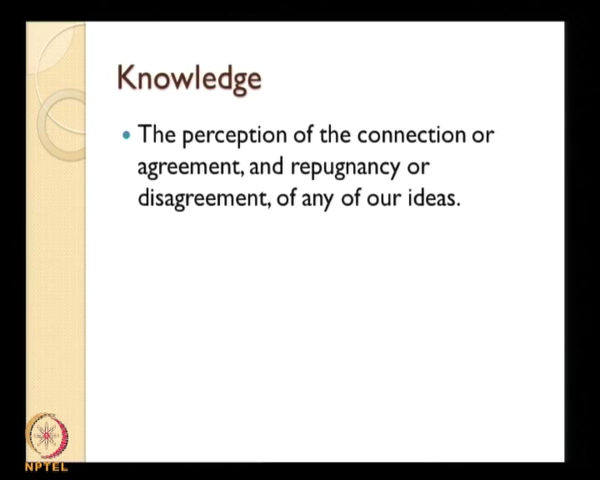 Knowledge
The perception of the connection or
agreement, and repugnancy or
disagreement, of any of our ideas.
NPTEL